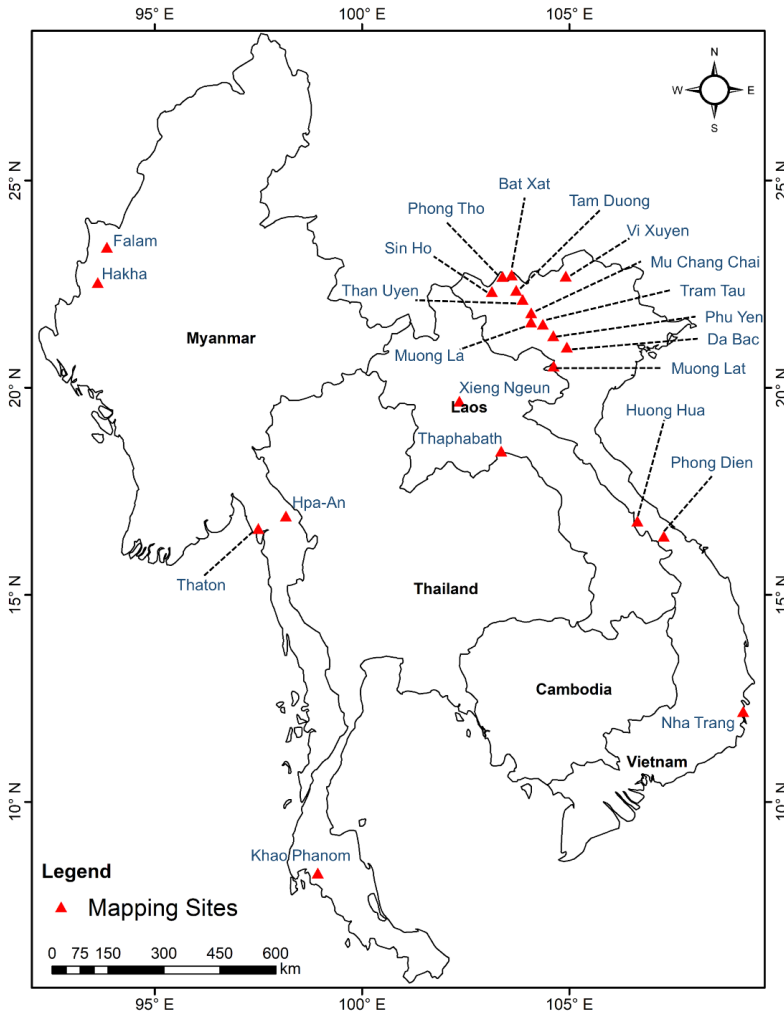 95° E
100° E
105° E
N
W
E
S
25° N
25° N
Bat Xat
Phong Tho
Tam Duong
Vi Xuyen
Falam
Sin Ho
Mu Chang Chai
Hakha
Than Uyen
Tram Tau
Phu Yen
Myanmar
Da Bac
Muong La
Muong Lat
20° N
20° N
Xieng Ngeun
Laos
Huong Hua
Thaphabath
Phong Dien
Hpa-An
Thaton
Thailand
15° N
15° N
Cambodia
Nha Trang
Vietnam
10° N
10° N
Khao Phanom
Legend
Mapping Sites
0 75 150 300 450 600
km
95° E
100° E
105° E